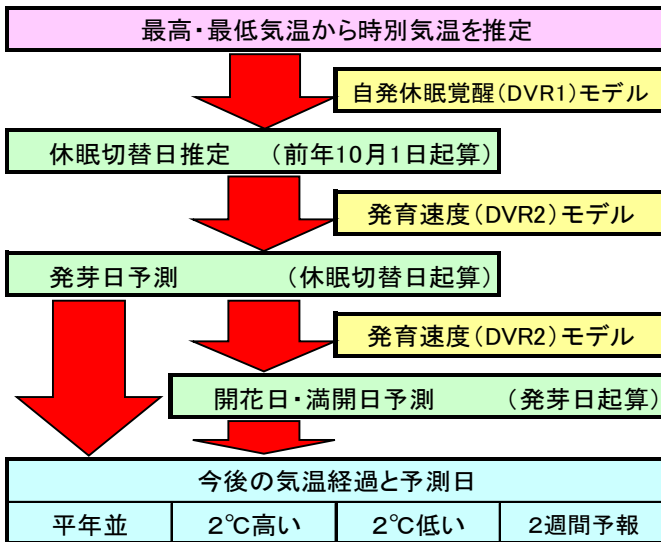 最高・最低気温から時別気温を推定
自発休眠覚醒(DVR1)モデル
休眠切替日推定　（前年10月1日起算）
発育速度(DVR2)モデル
発芽日予測　　　　（休眠切替日起算）
発育速度(DVR2)モデル
開花日・満開日予測　　（発芽日起算）
今後の気温経過と予測日
平年並　2℃高い　2℃低い　2週間予報